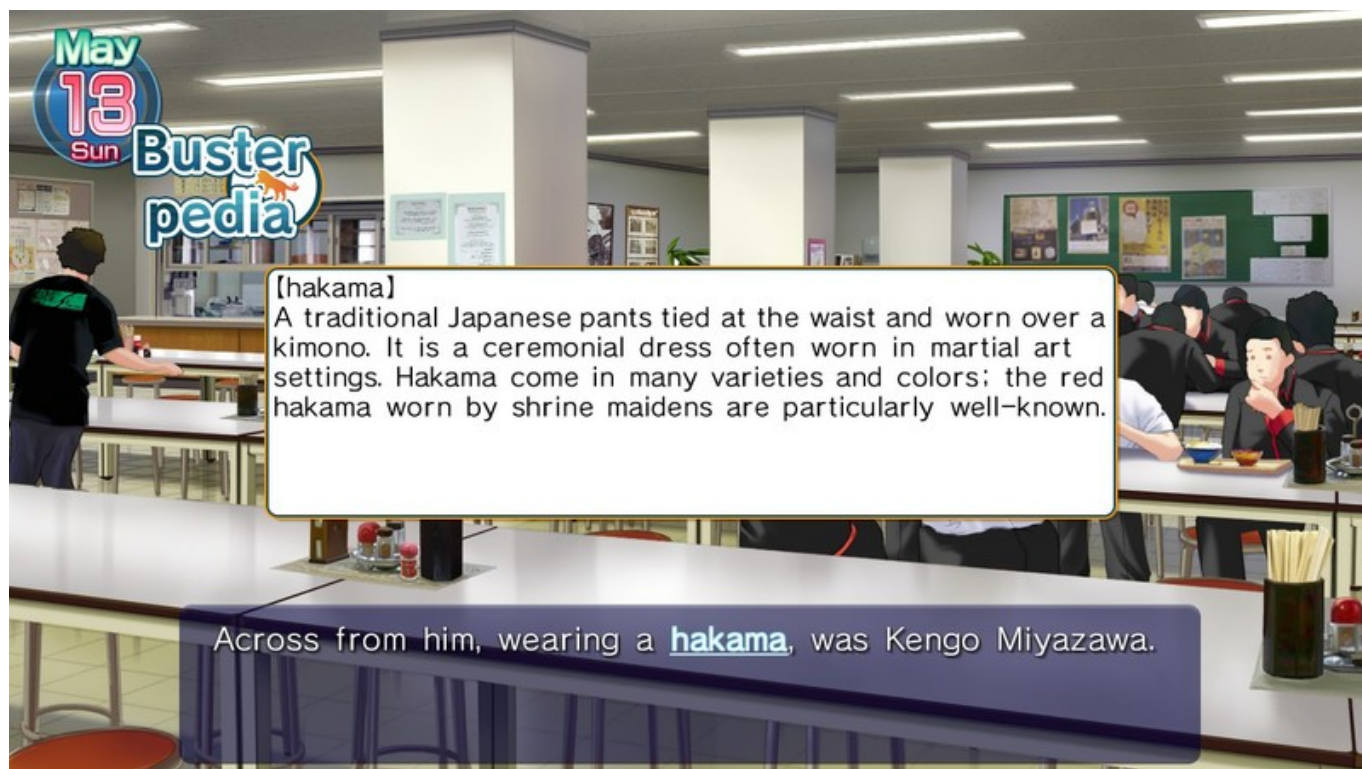 May
13
Sun
Buster
pedia
【hakama】
A traditional Japanese pants tied at the waist and worn over a
kimono. It is a ceremonial dress often worn in martial art
settings. Hakama come in many varieties and colors; the red
hakama worn by shrine maidens are particularly well-known.
Across from him, wearing a hakama, was Kengo Miyazawa.